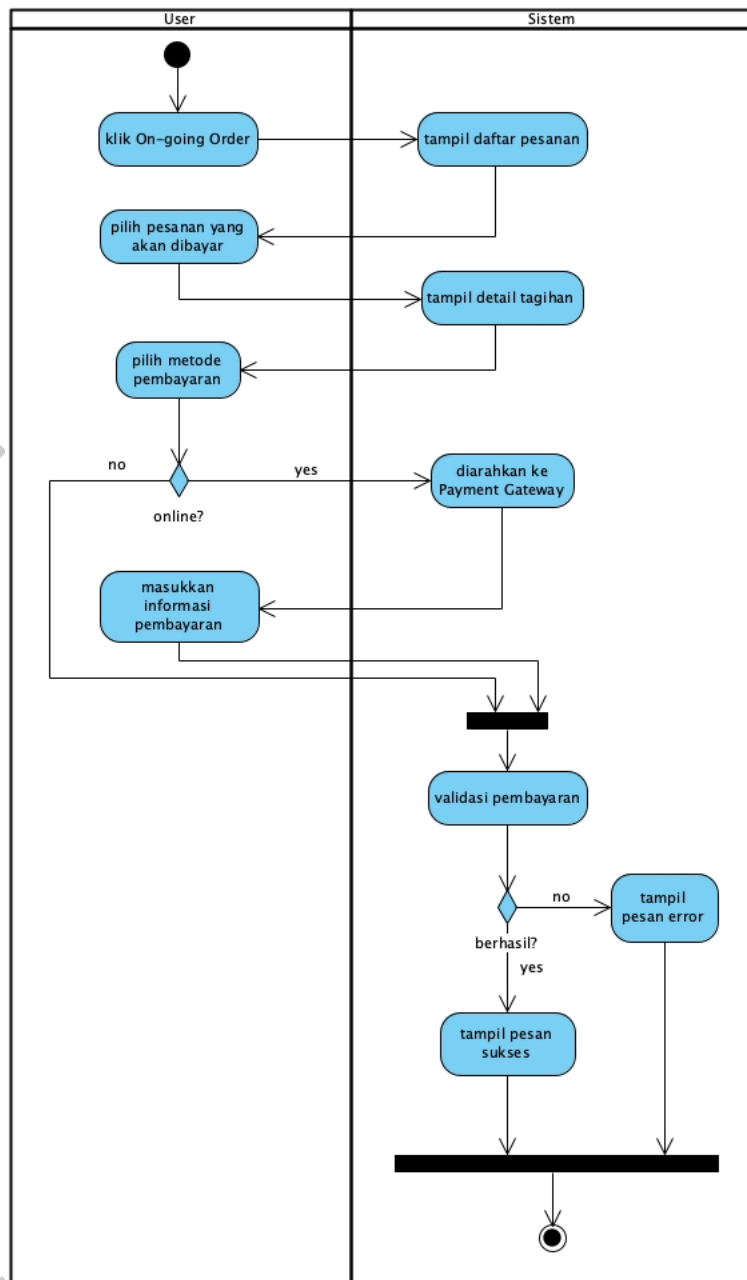 User
Sistem
klik On-going Order
tampil daftar pesanan
pilih pesanan yang
akan dibayar
tampil detail tagihan
pilih metode
pembayaran
no
yes
online?
diarahkan ke
Payment Gateway
masukkan
informasi
pembayaran
validasi pembayaran
no
tampil
pesan error
berhasil?
yes
tampil pesan
sukses